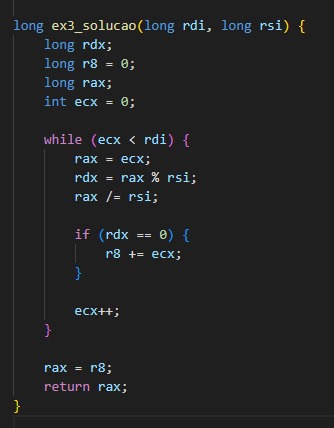 long ex3_solucao(long rdi, long rsi) {
    long rdx;
    long r8 = 0;
    long rax;
    int ecx = 0;

    while (ecx < rdi) {
        rax = ecx;
        rdx = rax % rsi;
        rax /= rsi;

        if (rdx == 0) {
            r8 += ecx;
        }

        ecx++;
    }

    rax = r8;
    return rax;
}